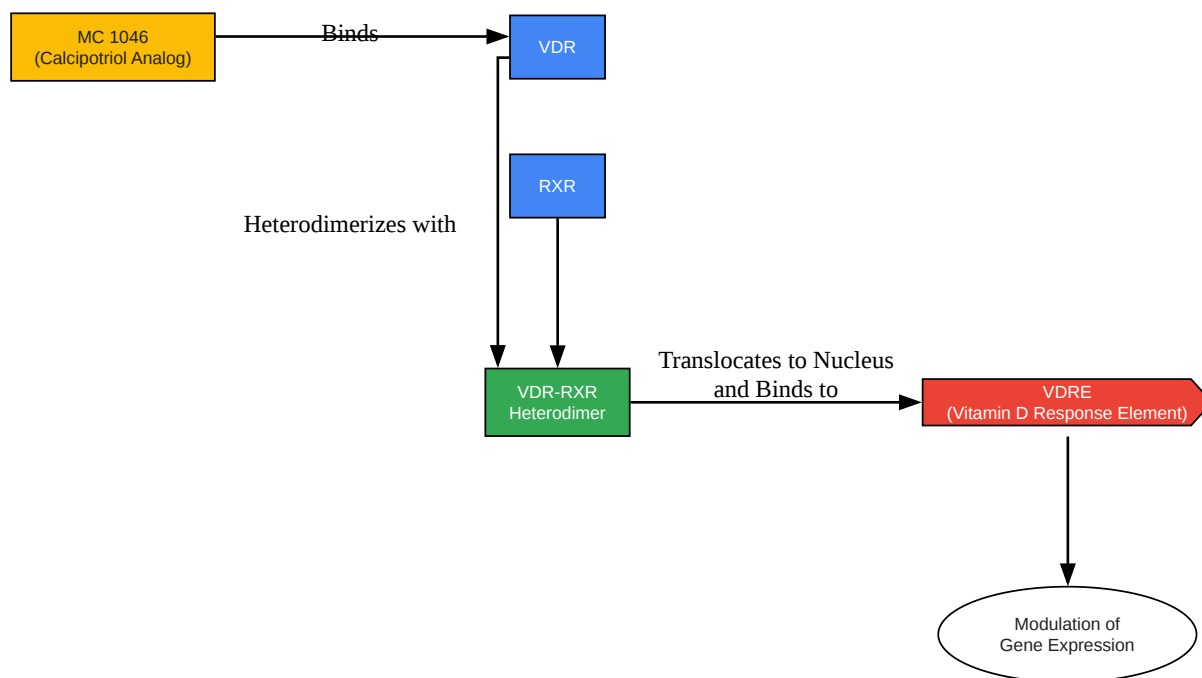 MC 1046
(Calcipotriol Analog)
Binds
VDR
RXR
Heterodimerizes with
VDR-RXR
Heterodimer
Translocates to Nucleus
and Binds to
VDRE
(Vitamin D Response Element)
Modulation of
Gene Expression